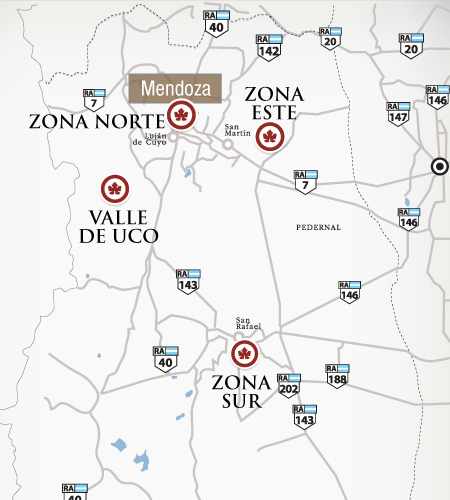 RA
40
RA
142
RA
20
RA
20
RA
7
RA
147
RA
146
Mendoza
ZONA
ESTE
ZONA NORTE
Luján
de Cuyo
San
Martín
RA
7
VALLE
DE UCO
PEDERNAL
RA
146
RA
143
RA
146
San
Rafael
RA
40
ZONA
SUR
RA
202
RA
188
RA
143
RA
40